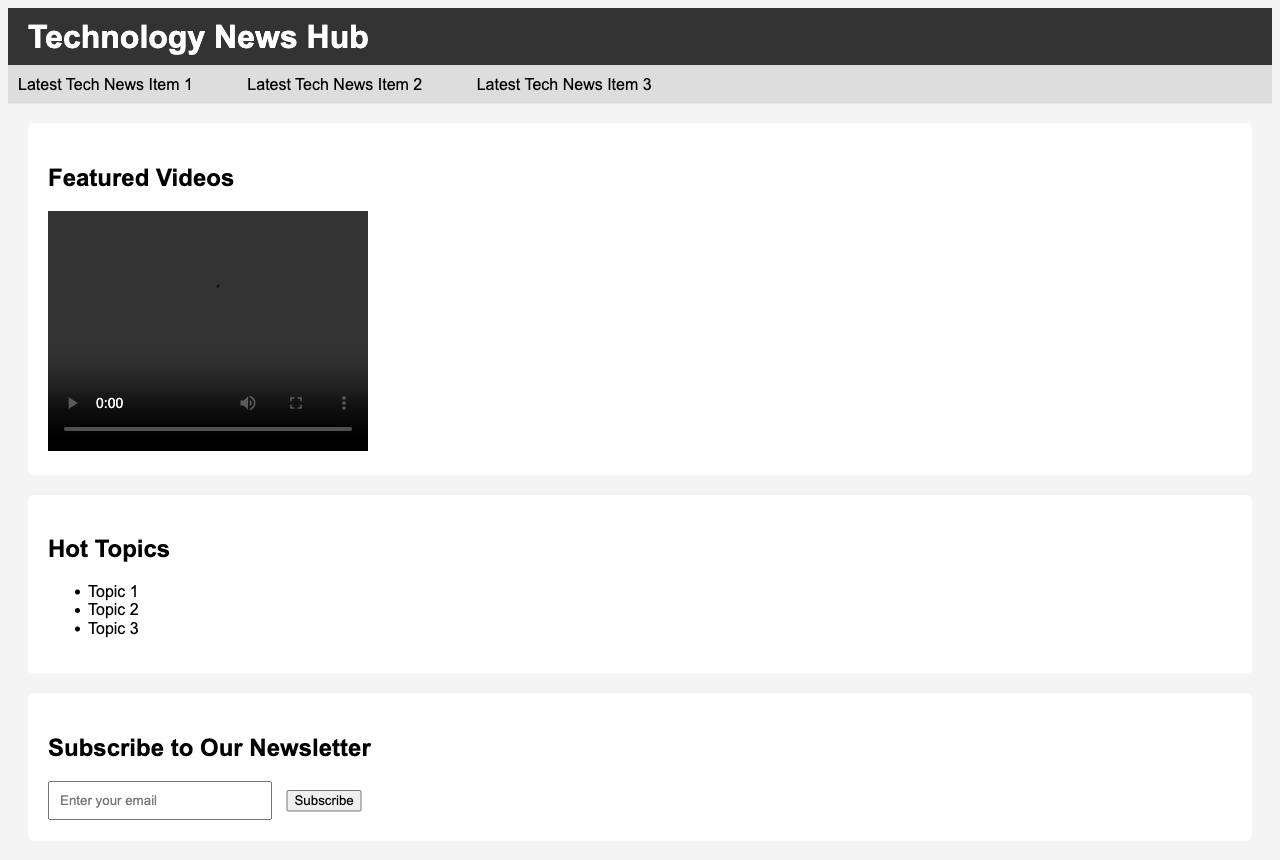 Technology News Hub
Latest Tech News Item 1 Latest Tech News Item 2 Latest Tech News Item 3
Featured Videos
0:00
Hot Topics
• Topic 1
• Topic 2
• Topic 3
Subscribe to Our Newsletter
Enter your email Subscribe